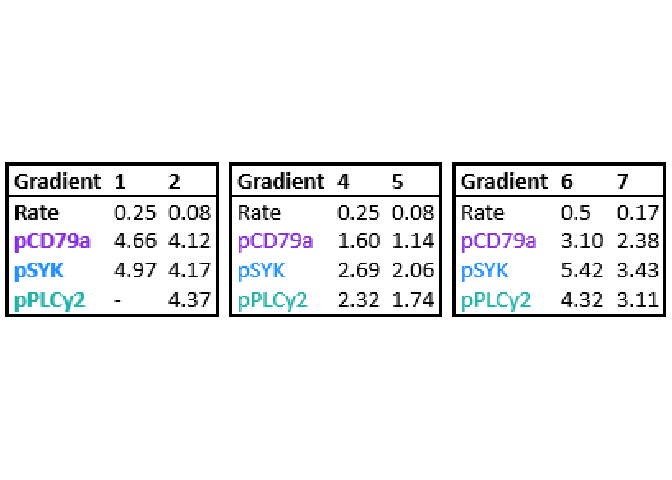 Gradient 1 2
Rate 0.25 0.08
pCD79a 4.66 4.12
pSYK 4.97 4.17
pPLCy2 - 4.37
Gradient 4 5
Rate 0.25 0.08
pCD79a 1.60 1.14
pSYK 2.69 2.06
pPLCy2 2.32 1.74
Gradient 6 7
Rate 0.5 0.17
pCD79a 3.10 2.38
pSYK 5.42 3.43
pPLCy2 4.32 3.11